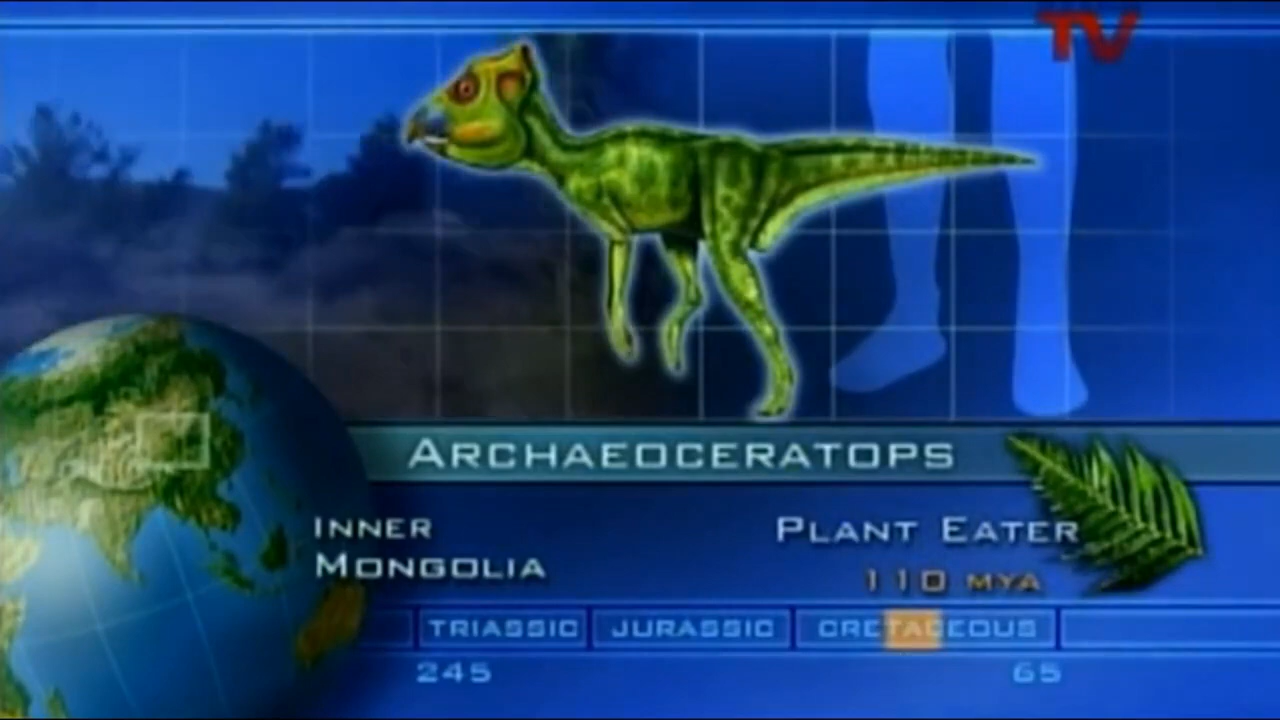 TV
ARCHAEOCERATOPS
INNER
MONGOLIA
PLANT EATER
110 MYA
TRIASSIC JURASSIC CRETACEOUS
245 65